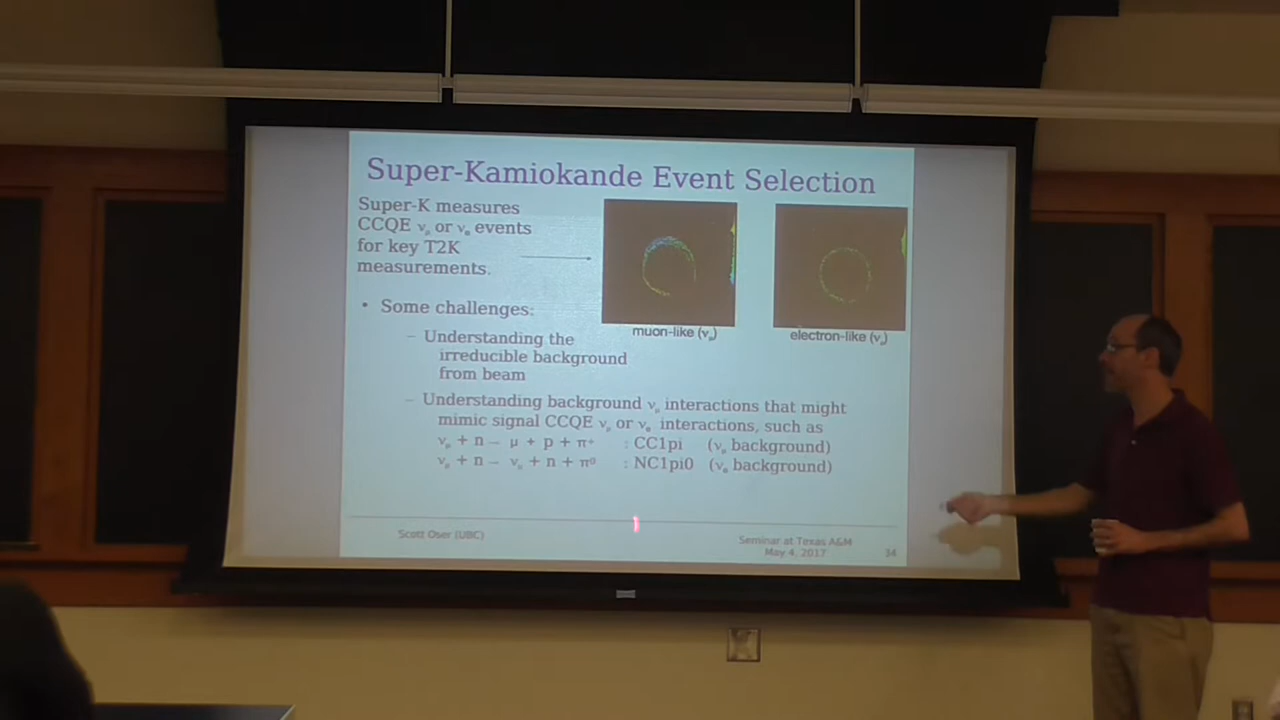 Super-Kamiokande Event Selection
Super-K measures
CCQE νμ or νe events
for key T2K
measurements.
muon-like (νμ)
electron-like (νe)
• Some challenges:
– Understanding the
irreducible background
from beam
– Understanding background νμ interactions that might
mimic signal CCQE νμ or νe interactions, such as
νμ + n – μ + p + π⁺ : CC1pi (νμ background)
νμ + n – νμ + n + π⁰ : NC1pi0 (νe background)
Scott Oser (UBC)
Seminar at Texas A&M
May 4, 2017
34